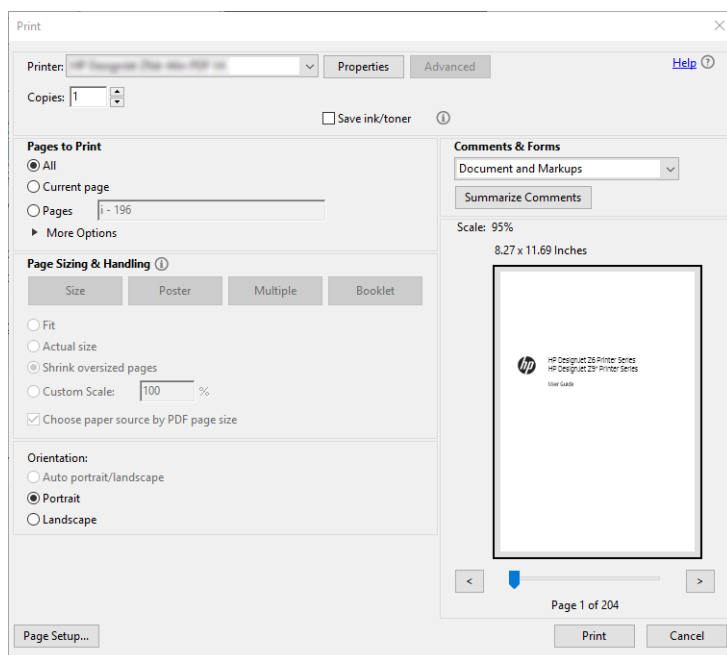 Print
Printer:
Properties
Advanced
Help
Copies: 1
Save ink/toner
Pages to Print
All
Current page
Pages i - 196
More Options
Page Sizing & Handling
Size Poster Multiple Booklet
Fit
Actual size
Shrink oversized pages
Custom Scale: 100 %
Choose paper source by PDF page size
Orientation:
Auto portrait/landscape
Portrait
Landscape
Comments & Forms
Document and Markups
Summarize Comments
Scale: 95%
8.27 x 11.69 Inches
hp
HP DesignJet Z6 Printer Series
HP DesignJet Z9⁺ Printer Series
User Guide
< >
Page 1 of 204
Page Setup...
Print
Cancel